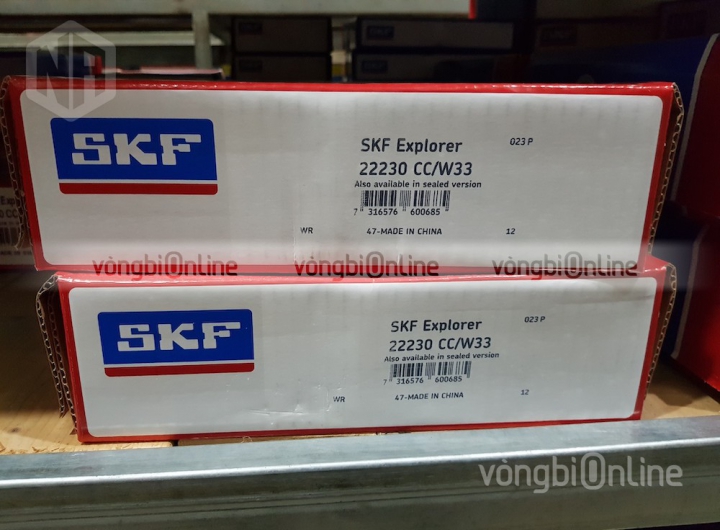 SKF
SKF Explorer
023 P
22230 CC/W33
Also available in sealed version
7 316576 600685
WR
47-MADE IN CHINA
12
vòngbiOnline vòngbiOnline vòngbiOnline
SKF
SKF Explorer
023 P
22230 CC/W33
Also available in sealed version
7 316576 600685
WR
47-MADE IN CHINA
12
vòngbiOnline